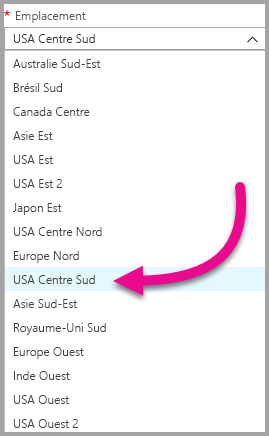 * Emplacement
USA Centre Sud
Australie Sud-Est
Brésil Sud
Canada Centre
Asie Est
USA Est
USA Est 2
Japon Est
USA Centre Nord
Europe Nord
USA Centre Sud
Asie Sud-Est
Royaume-Uni Sud
Europe Ouest
Inde Ouest
USA Ouest
USA Ouest 2